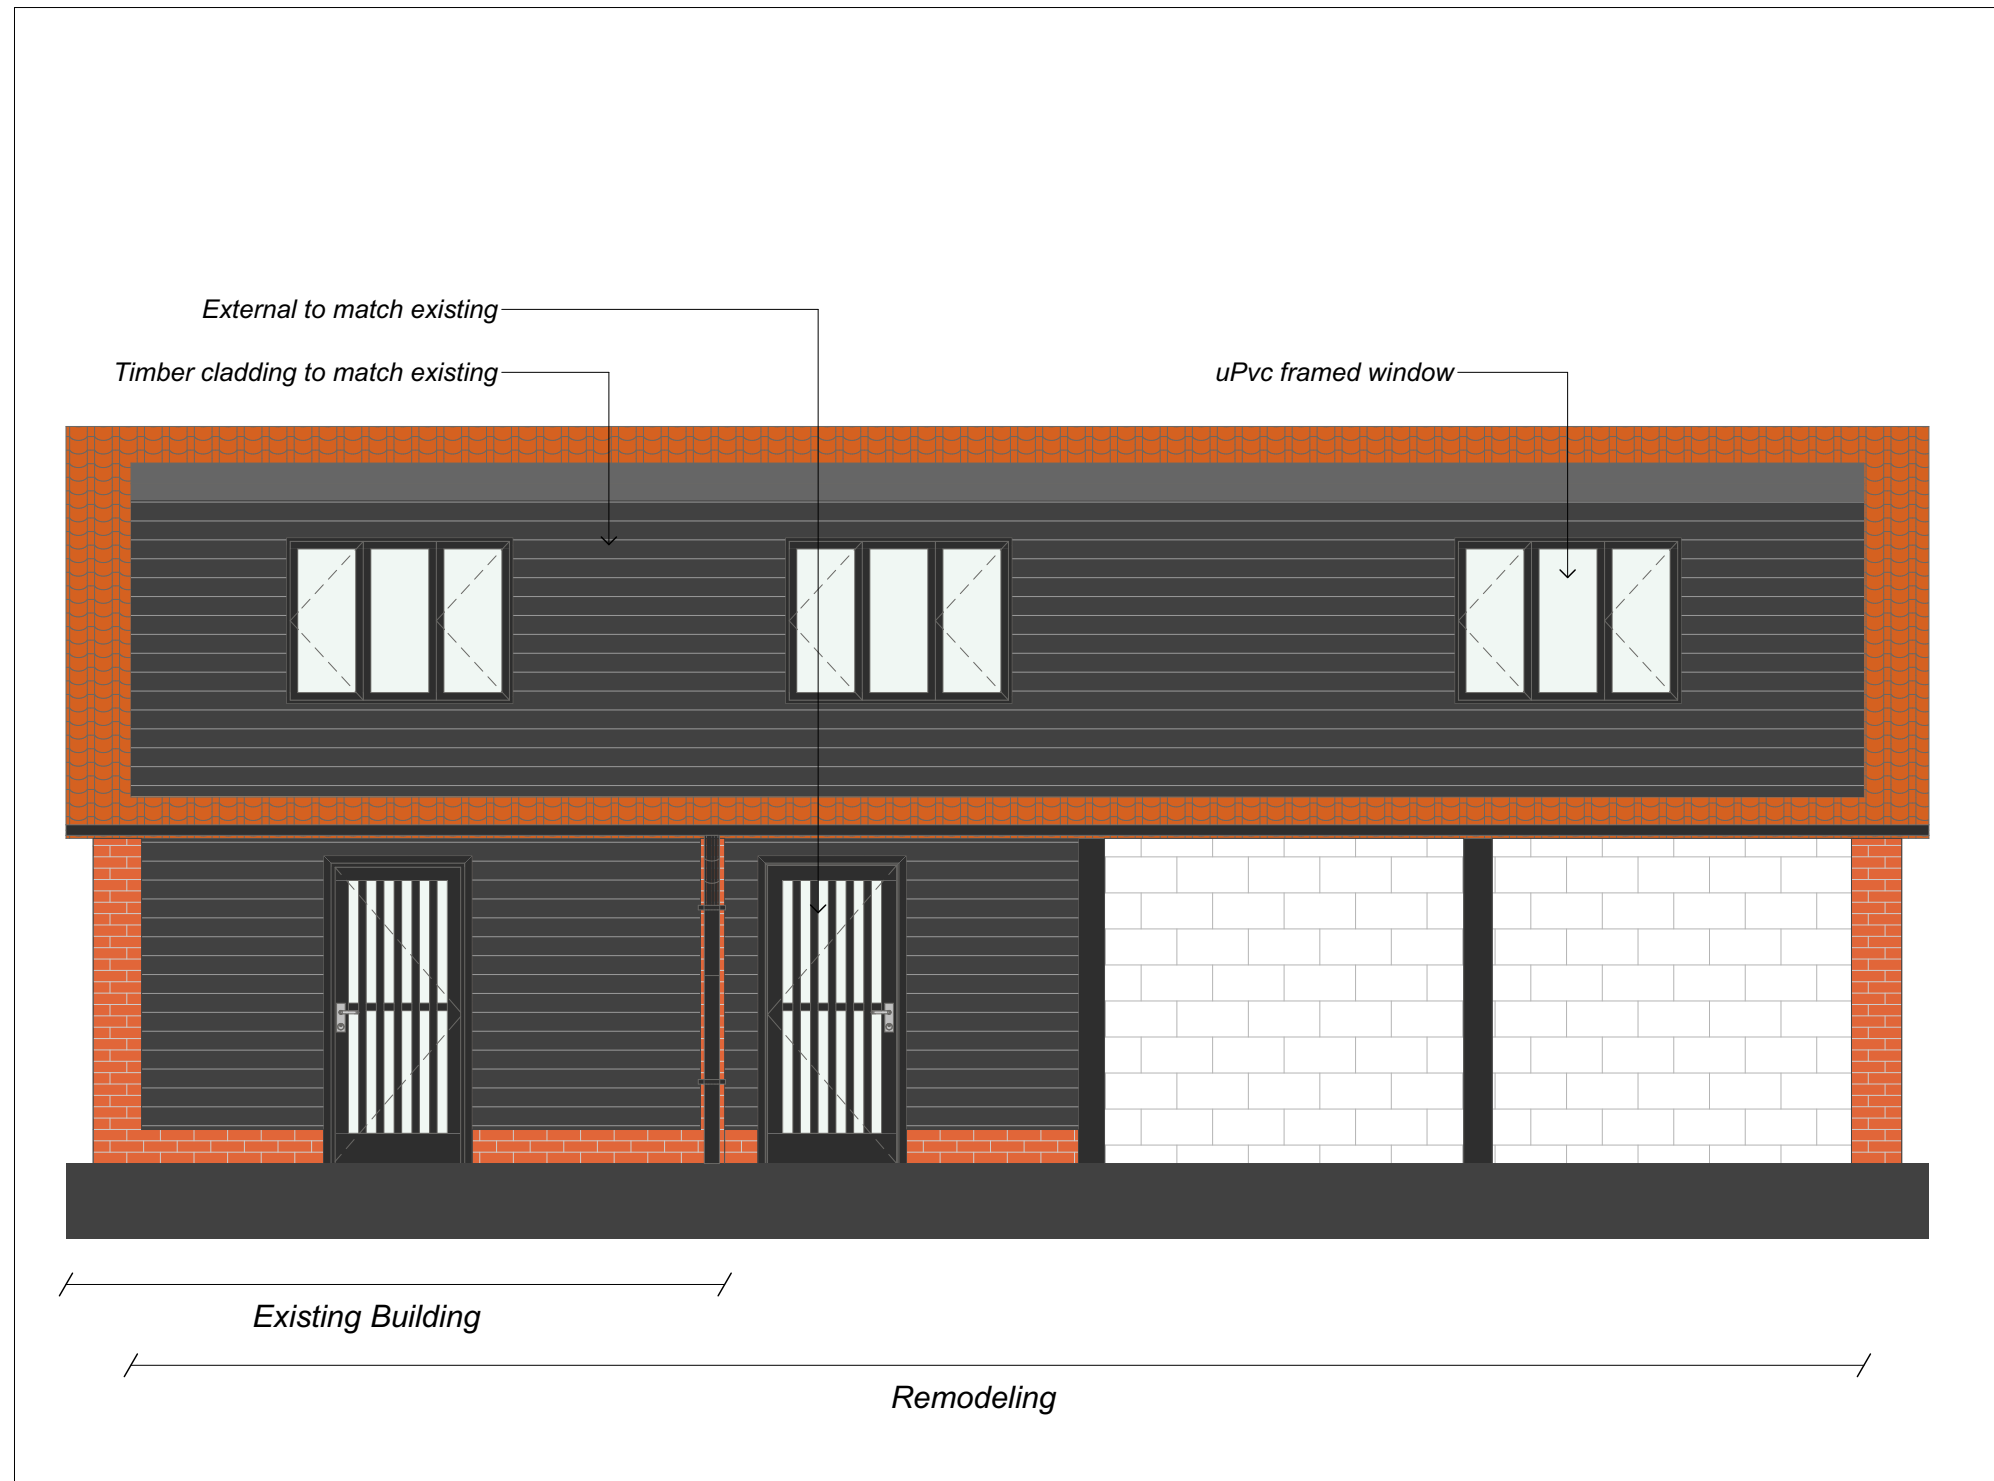 External to match existing
Timber cladding to match existing
uPvc framed window
Existing Building
Remodeling